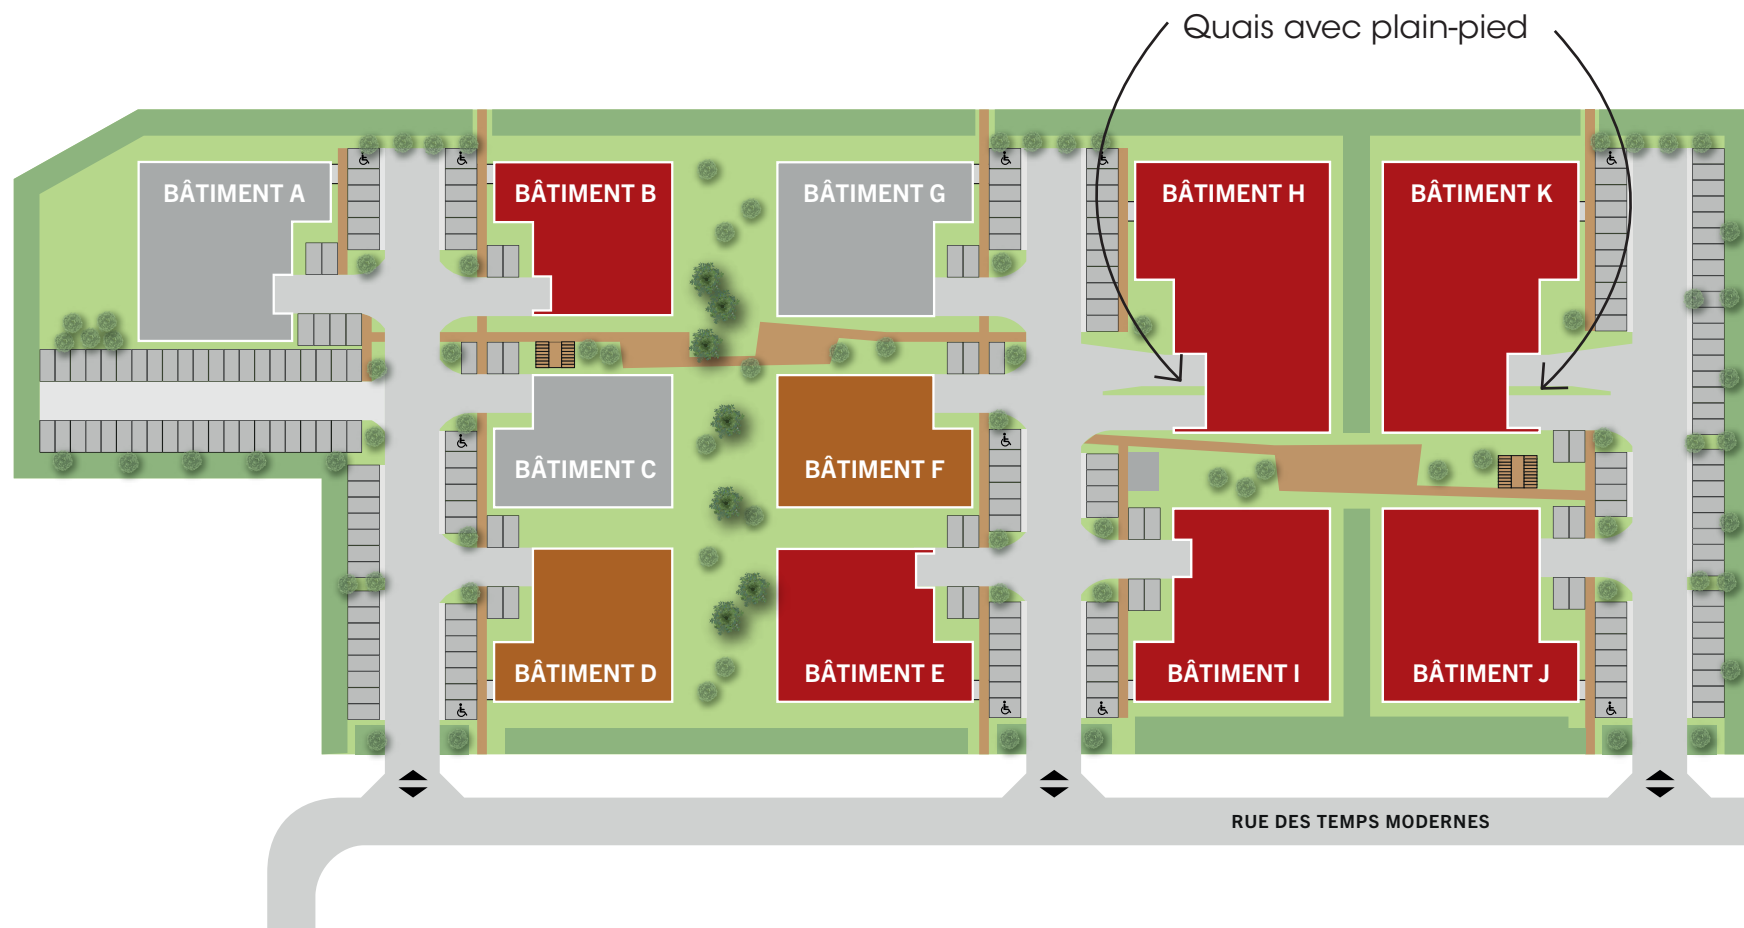 Quais avec plain-pied
BÂTIMENT A
BÂTIMENT B
BÂTIMENT G
BÂTIMENT H
BÂTIMENT K
BÂTIMENT C
BÂTIMENT F
BÂTIMENT D
BÂTIMENT E
BÂTIMENT I
BÂTIMENT J
RUE DES TEMPS MODERNES